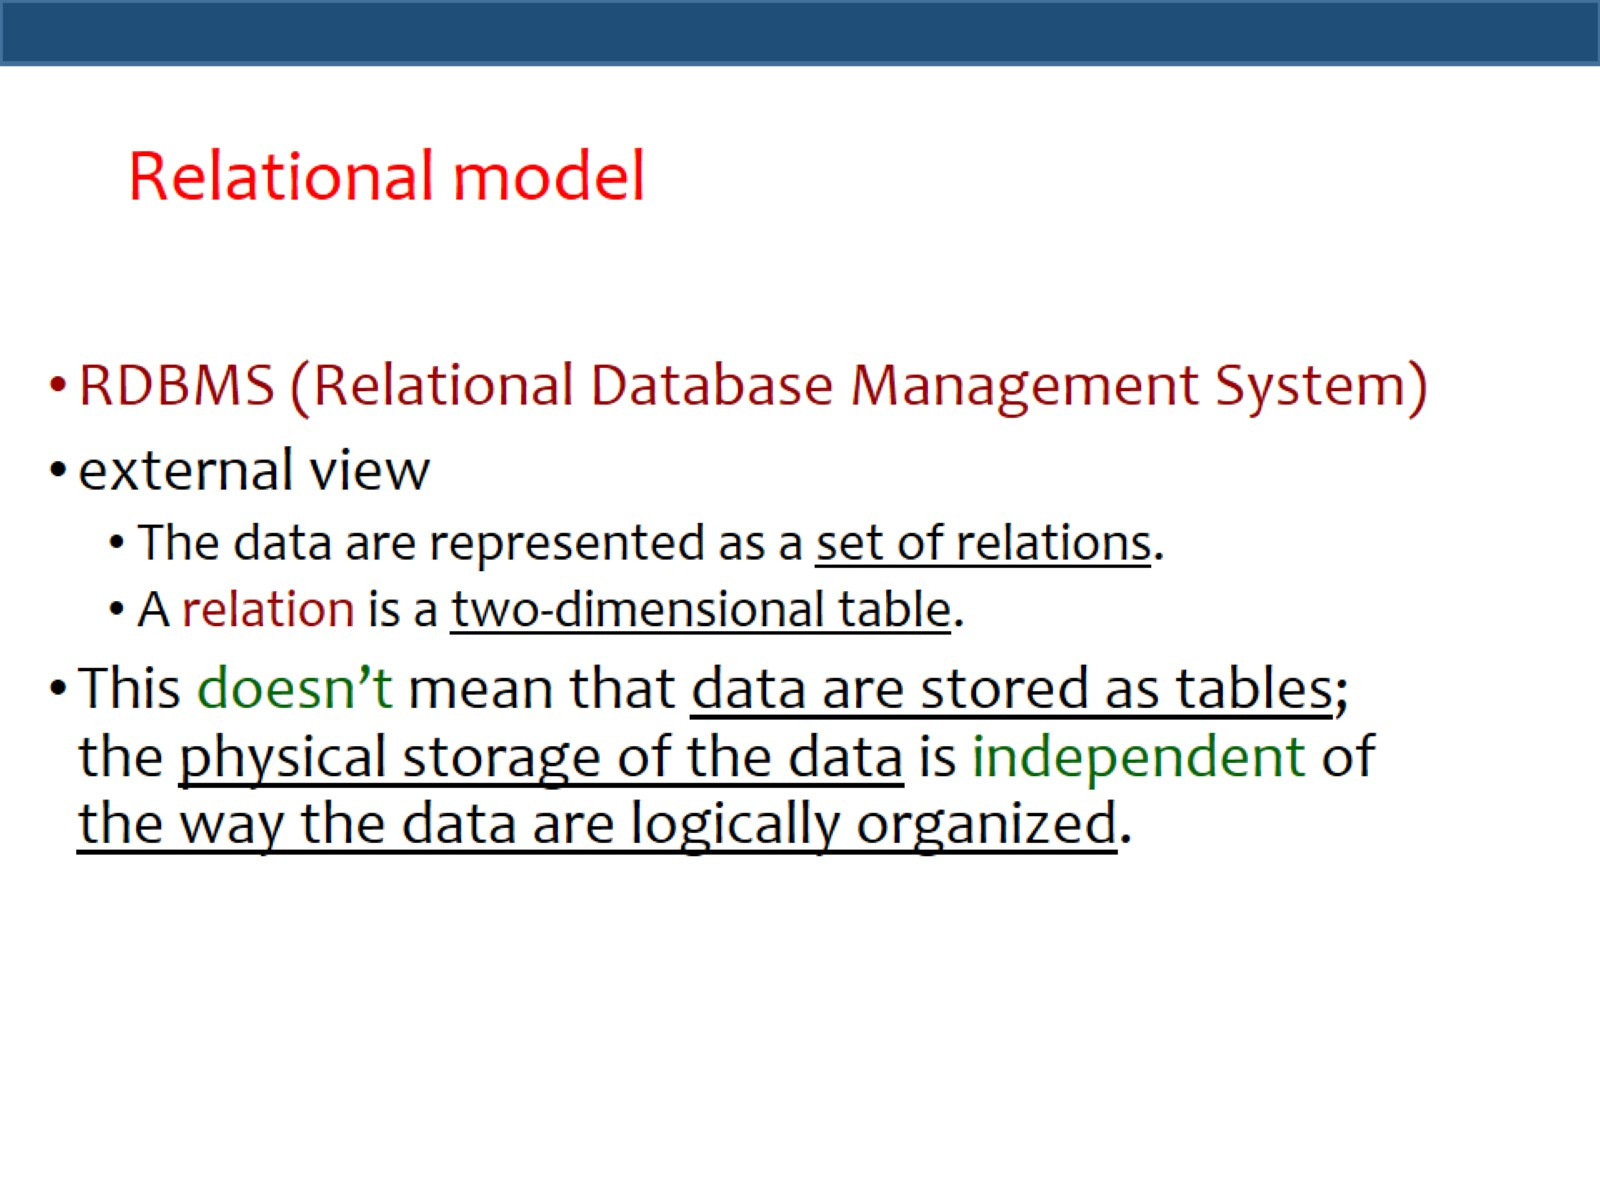 Relational model
• RDBMS (Relational Database Management System)
• external view
• The data are represented as a set of relations.
• A relation is a two-dimensional table.
• This doesn’t mean that data are stored as tables;
the physical storage of the data is independent of
the way the data are logically organized.